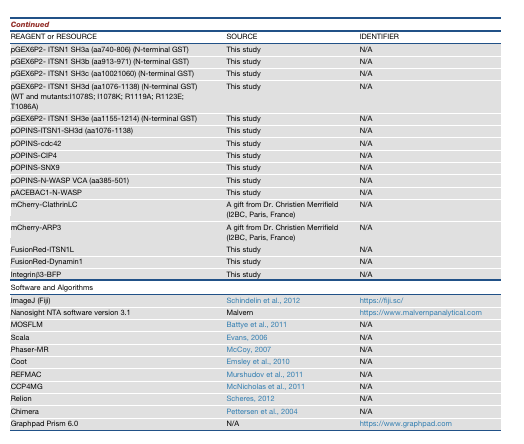 Continued
REAGENT or RESOURCE SOURCE IDENTIFIER
pGEX6P2- ITSN1 SH3a (aa740-806) (N-terminal GST) This study N/A
pGEX6P2- ITSN1 SH3b (aa913-971) (N-terminal GST) This study N/A
pGEX6P2- ITSN1 SH3c (aa10021060) (N-terminal GST) This study N/A
pGEX6P2- ITSN1 SH3d (aa1076-1138) (N-terminal GST) This study N/A
(WT and mutants:I1078S; I1078K; R1119A; R1123E;
T1086A)
pGEX6P2- ITSN1 SH3e (aa1155-1214) (N-terminal GST) This study N/A
pOPINS-ITSN1-SH3d (aa1076-1138) This study N/A
pOPINS-cdc42 This study N/A
pOPINS-CIP4 This study N/A
pOPINS-SNX9 This study N/A
pOPINS-N-WASP VCA (aa385-501) This study N/A
pACEBAC1-N-WASP This study N/A
mCherry-ClathrinLC A gift from Dr. Christien Merrifield N/A
(I2BC, Paris, France)
mCherry-ARP3 A gift from Dr. Christien Merrifield N/A
(I2BC, Paris, France)
FusionRed-ITSN1L This study N/A
FusionRed-Dynamin1 This study N/A
Integrinβ3-BFP This study N/A
Software and Algorithms
ImageJ (Fiji) Schindelin et al., 2012 https://fiji.sc/
Nanosight NTA software version 3.1 Malvern https://www.malvernpanalytical.com
MOSFLM Battye et al., 2011 N/A
Scala Evans, 2006 N/A
Phaser-MR McCoy, 2007 N/A
Coot Emsley et al., 2010 N/A
REFMAC Murshudov et al., 2011 N/A
CCP4MG McNicholas et al., 2011 N/A
Relion Scheres, 2012 N/A
Chimera Pettersen et al., 2004 N/A
Graphpad Prism 6.0 N/A https://www.graphpad.com